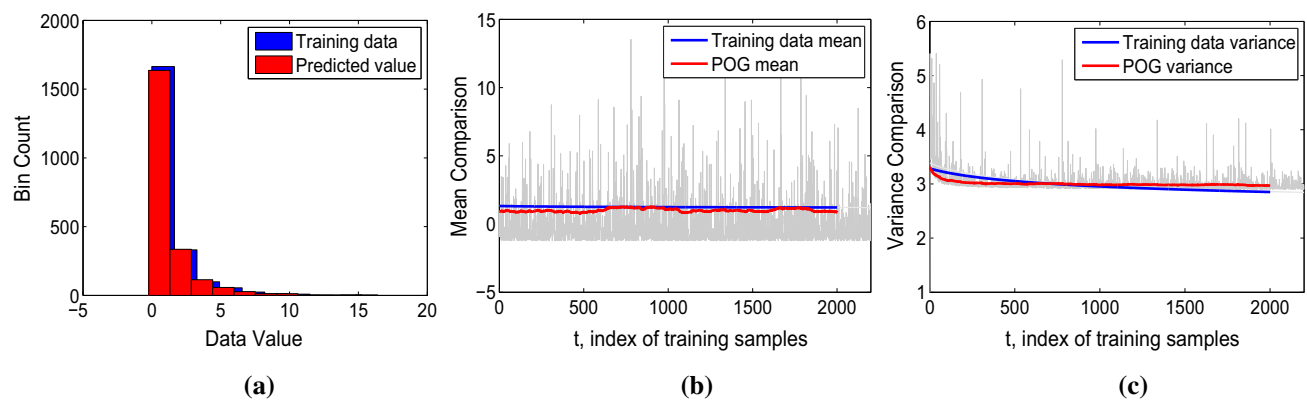 2000
1500
1000
500
0
−5
0
5
10
15
20
Bin Count
Data Value
Training data
Predicted value
(a)
15
10
5
0
−5
0
500
1000
1500
2000
Mean Comparison
t, index of training samples
Training data mean
POG mean
(b)
6
5
4
3
2
1
0
500
1000
1500
2000
Variance Comparison
t, index of training samples
Training data variance
POG variance
(c)